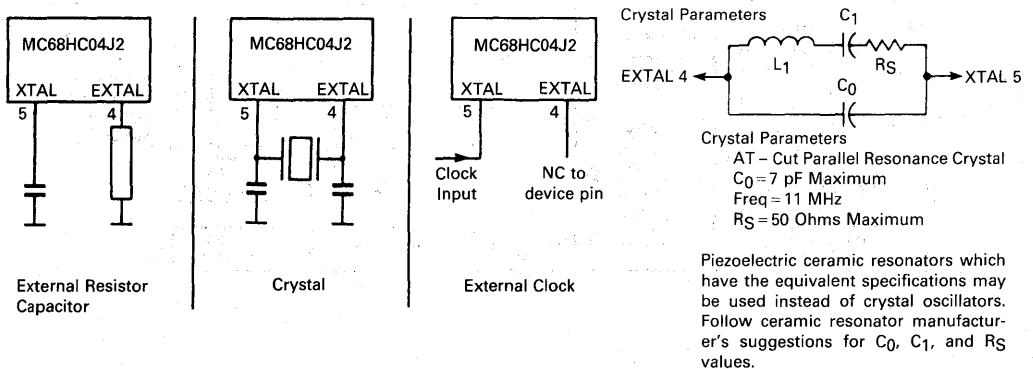 MC68HC04J2
XTAL EXTAL
5 4
External Resistor
Capacitor
MC68HC04J2
XTAL EXTAL
5 4
Crystal
MC68HC04J2
XTAL EXTAL
5 4
Clock
Input
NC to
device pin
External Clock
Crystal Parameters
C1
L1
RS
EXTAL 4
XTAL 5
C0
Crystal Parameters
AT – Cut Parallel Resonance Crystal
C0 = 7 pF Maximum
Freq = 11 MHz
RS = 50 Ohms Maximum
Piezoelectric ceramic resonators which
have the equivalent specifications may
be used instead of crystal oscillators.
Follow ceramic resonator manufactur-
er's suggestions for C0, C1, and RS
values.